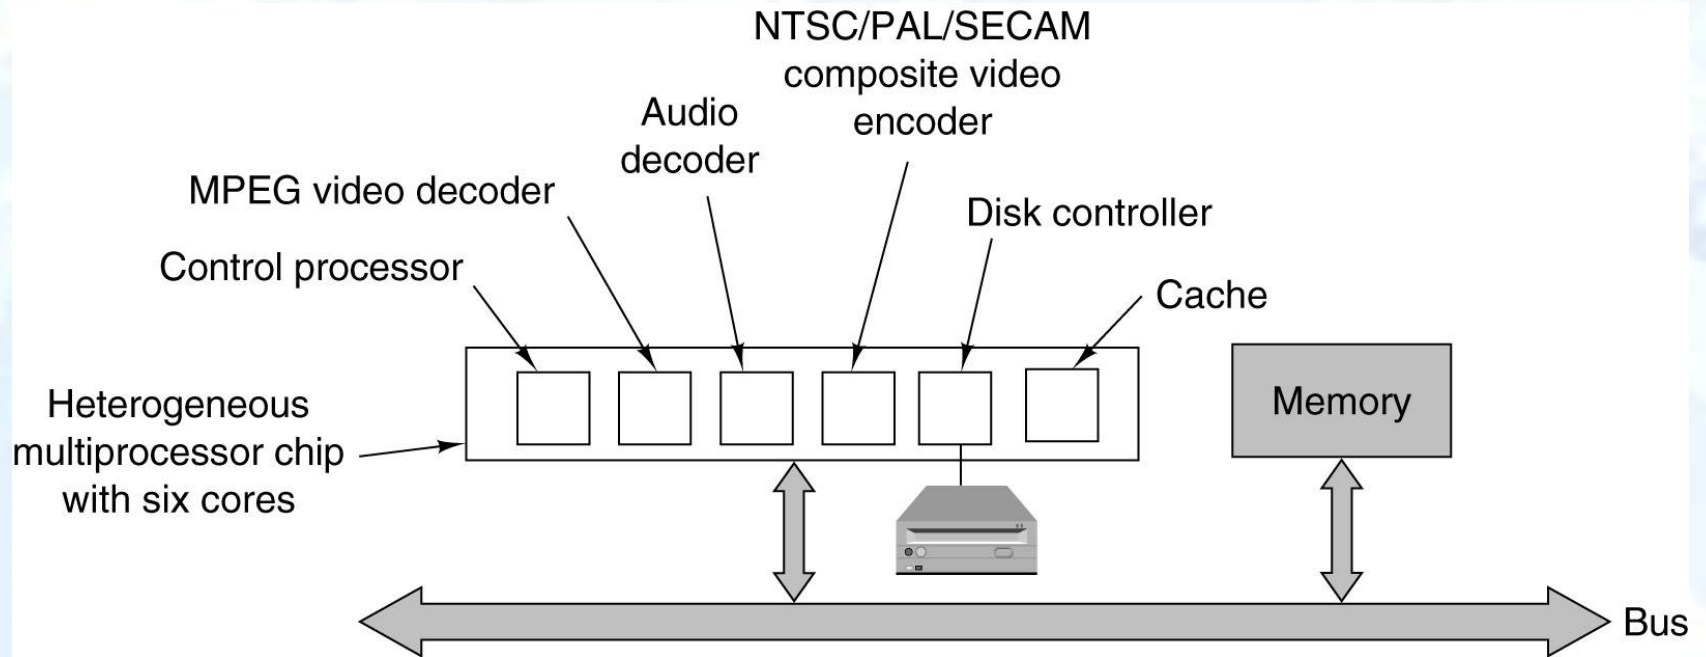 NTSC/PAL/SECAM
composite video
encoder
Audio
decoder
MPEG video decoder
Disk controller
Control processor
Cache
Heterogeneous
multiprocessor chip
with six cores
Memory
Bus